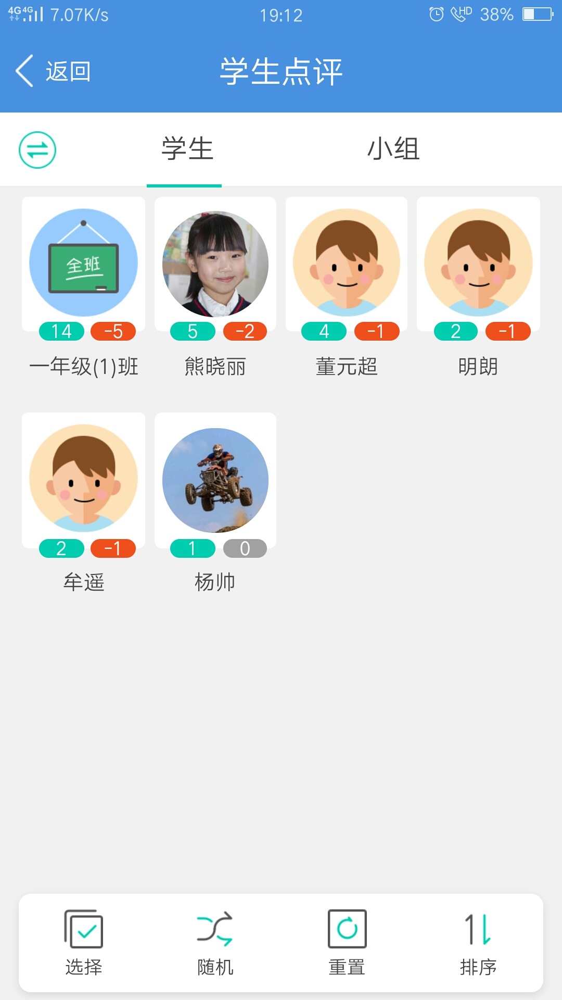 4G 4G 7.07K/s 19:12 HD 38%
返回 学生点评
学生 小组
全班
14 -5 5 -2 4 -1 2 -1
一年级(1)班 熊晓丽 董元超 明朗
2 -1 1 0
牟遥 杨帅
选择 随机 重置 排序